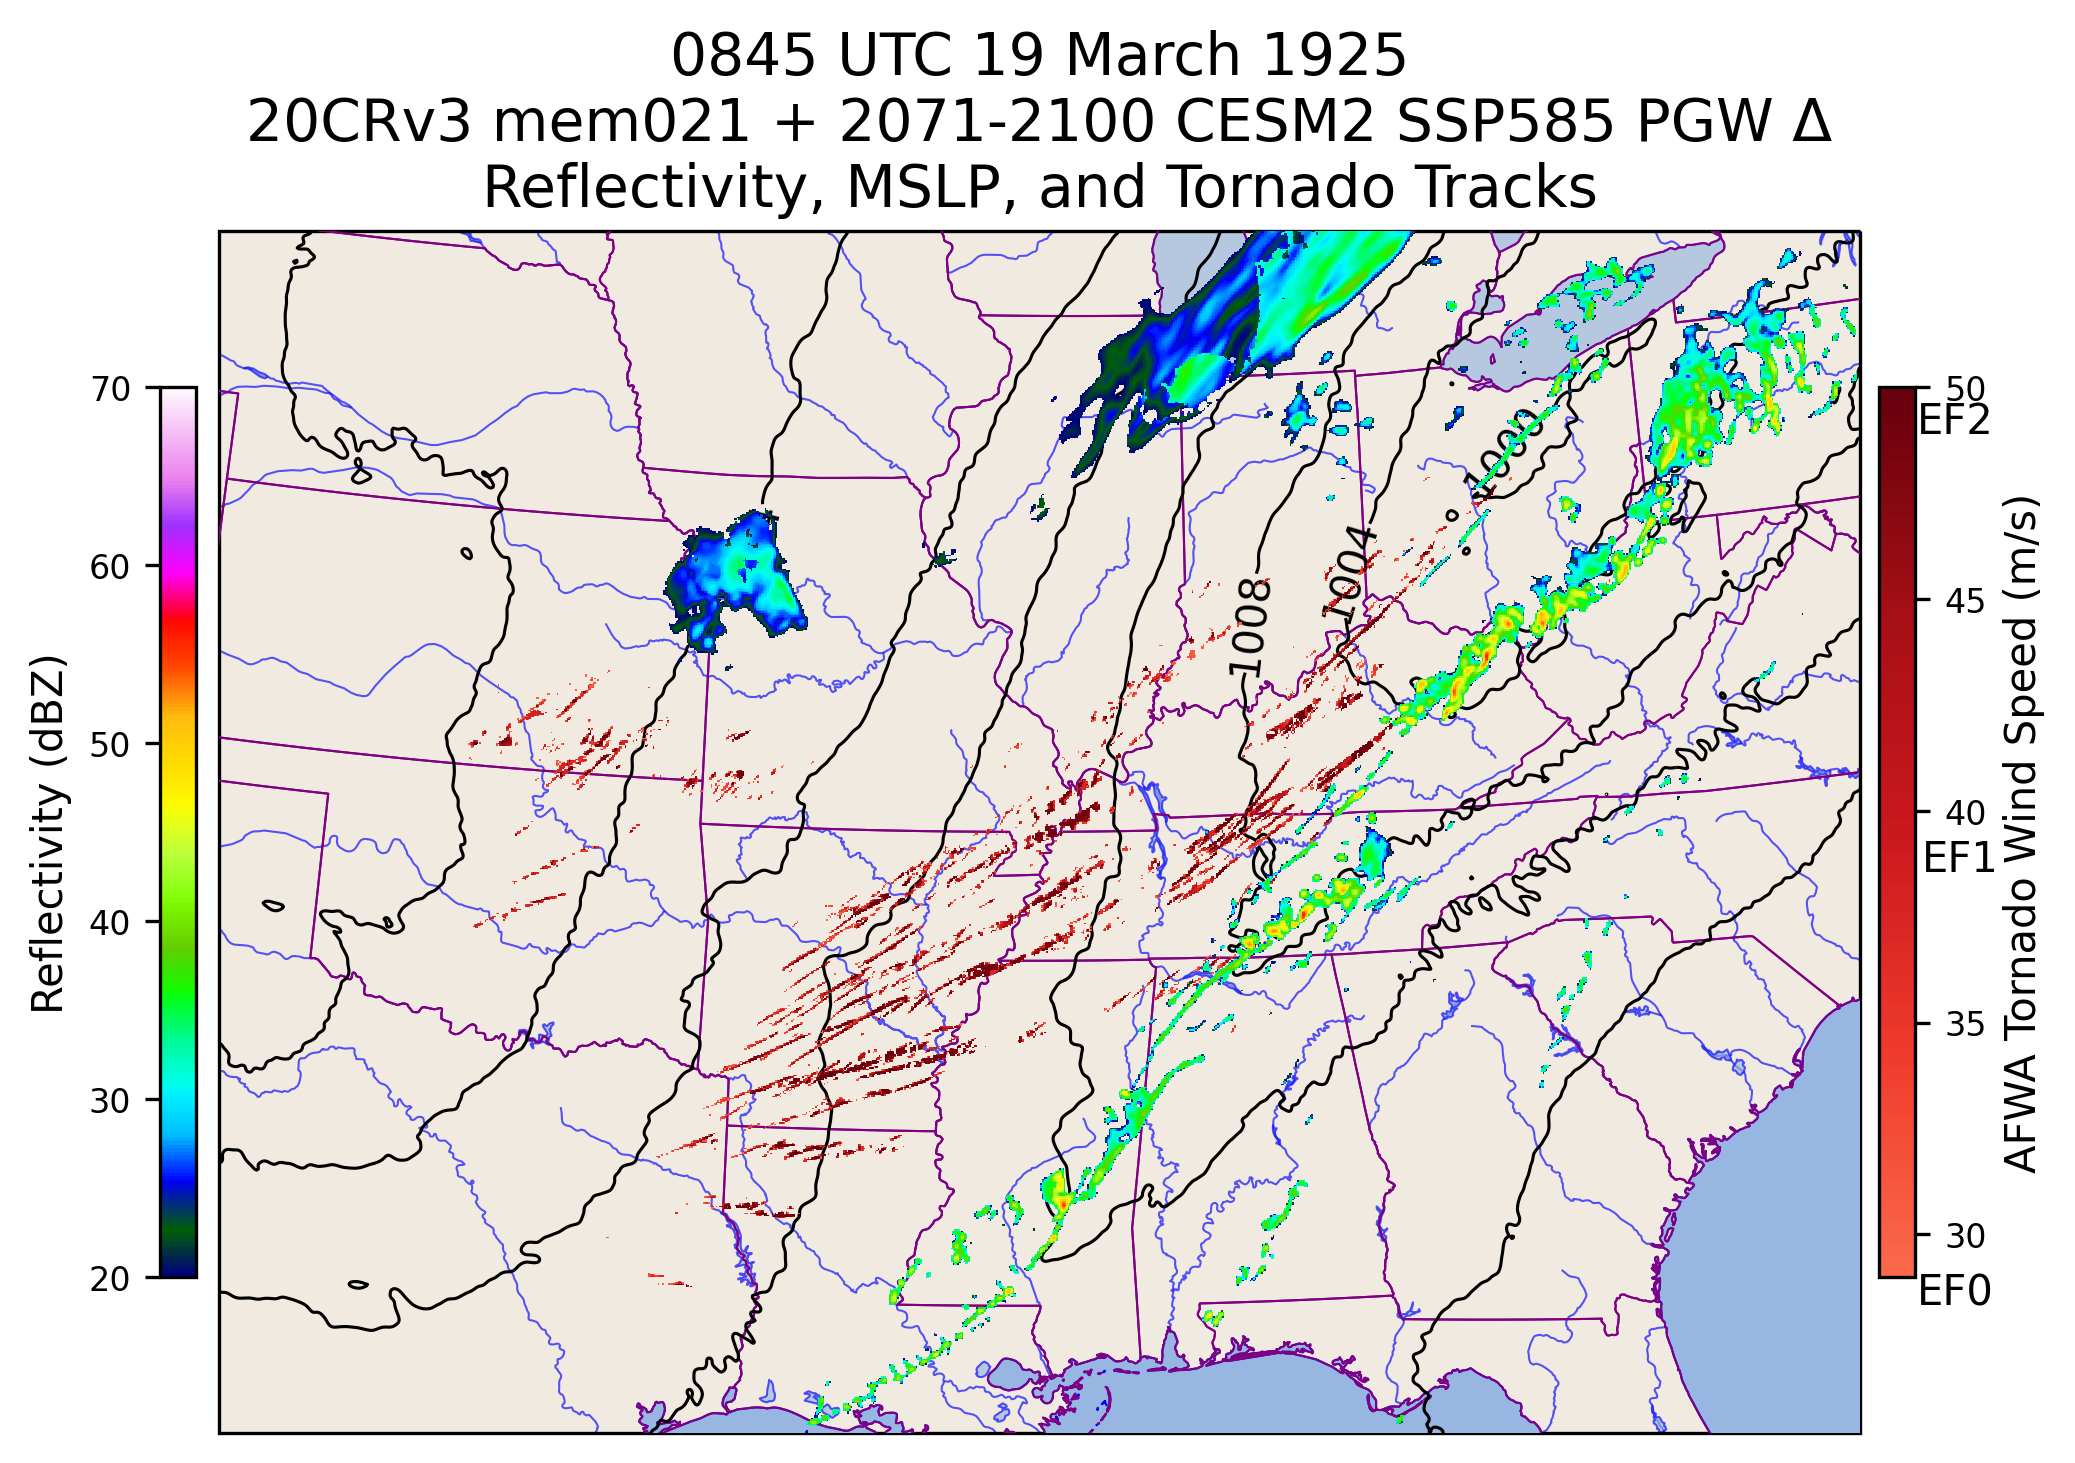 0845 UTC 19 March 1925
20CRv3 mem021 + 2071-2100 CESM2 SSP585 PGW Δ
Reflectivity, MSLP, and Tornado Tracks
70
60
50
40
30
20
Reflectivity (dBZ)
1000
1004
1008
50
EF2
45
40
EF1
35
30
EF0
AFWA Tornado Wind Speed (m/s)